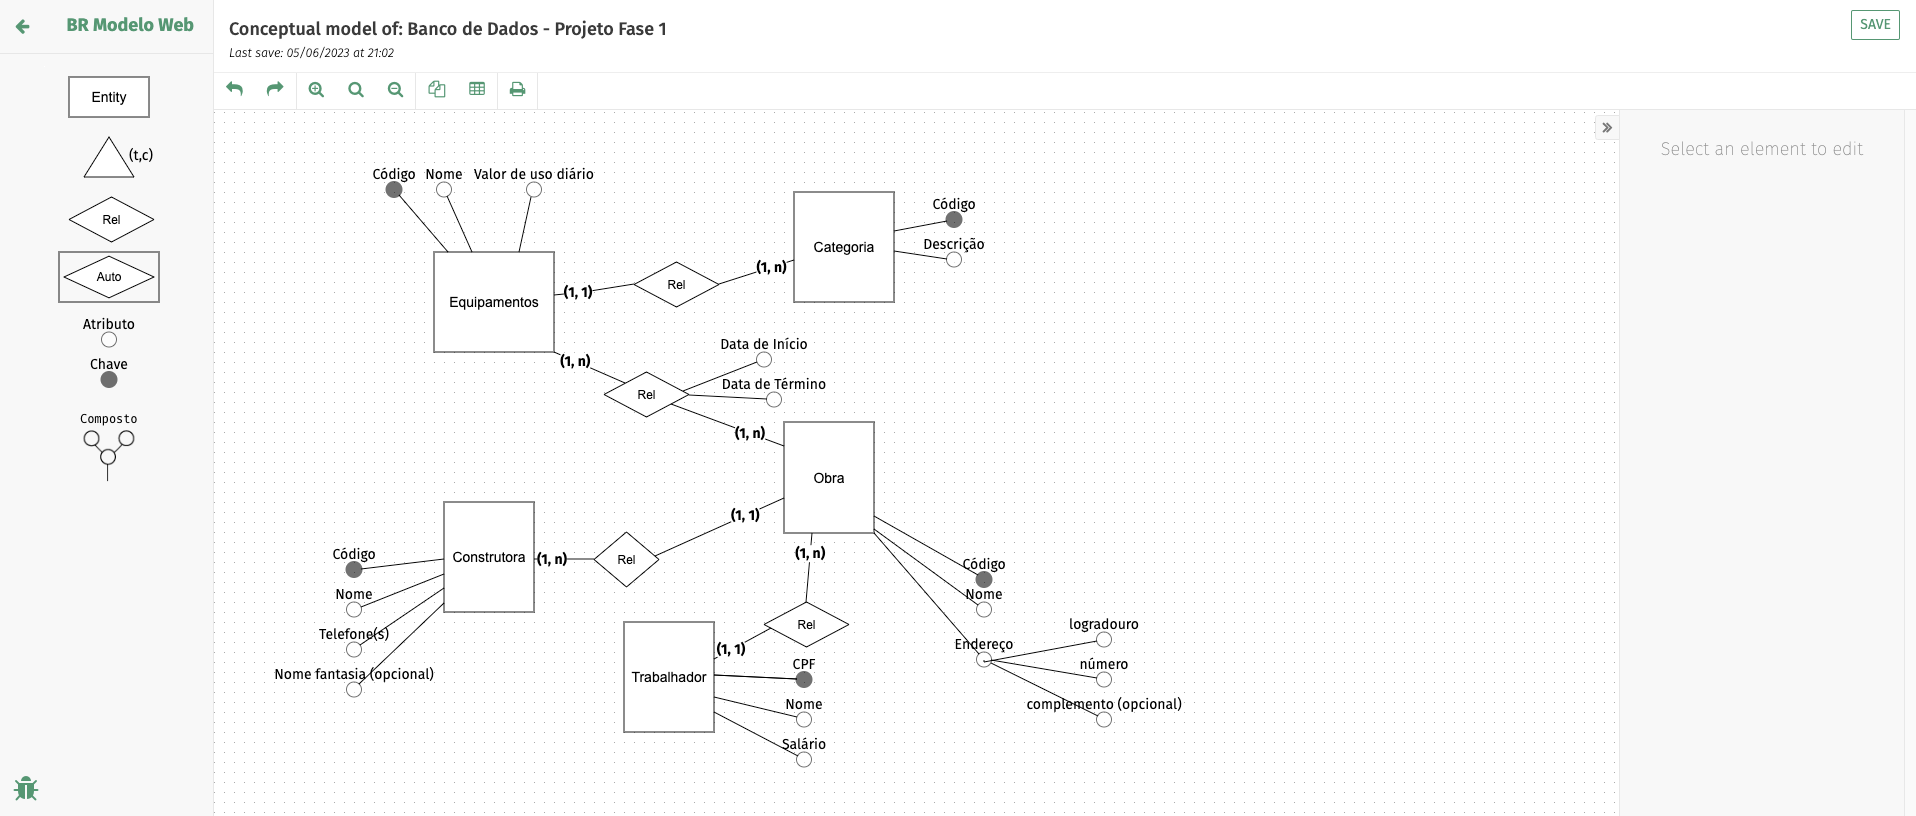 BR Modelo Web
Conceptual model of: Banco de Dados - Projeto Fase 1
Last save: 05/06/2023 at 21:02
SAVE
Entity
(t,c)
Rel
Auto
Atributo
Chave
Composto
Select an element to edit
Código
Nome
Valor de uso diário
Equipamentos
(1, 1)
Rel
(1, n)
Categoria
Código
Descrição
(1, n)
Rel
Data de Início
Data de Término
(1, n)
Obra
(1, 1)
Rel
(1, n)
Construtora
Código
Nome
Telefone(s)
Nome fantasia (opcional)
(1, n)
Rel
(1, 1)
Trabalhador
CPF
Nome
Salário
Código
Nome
Endereço
logradouro
número
complemento (opcional)